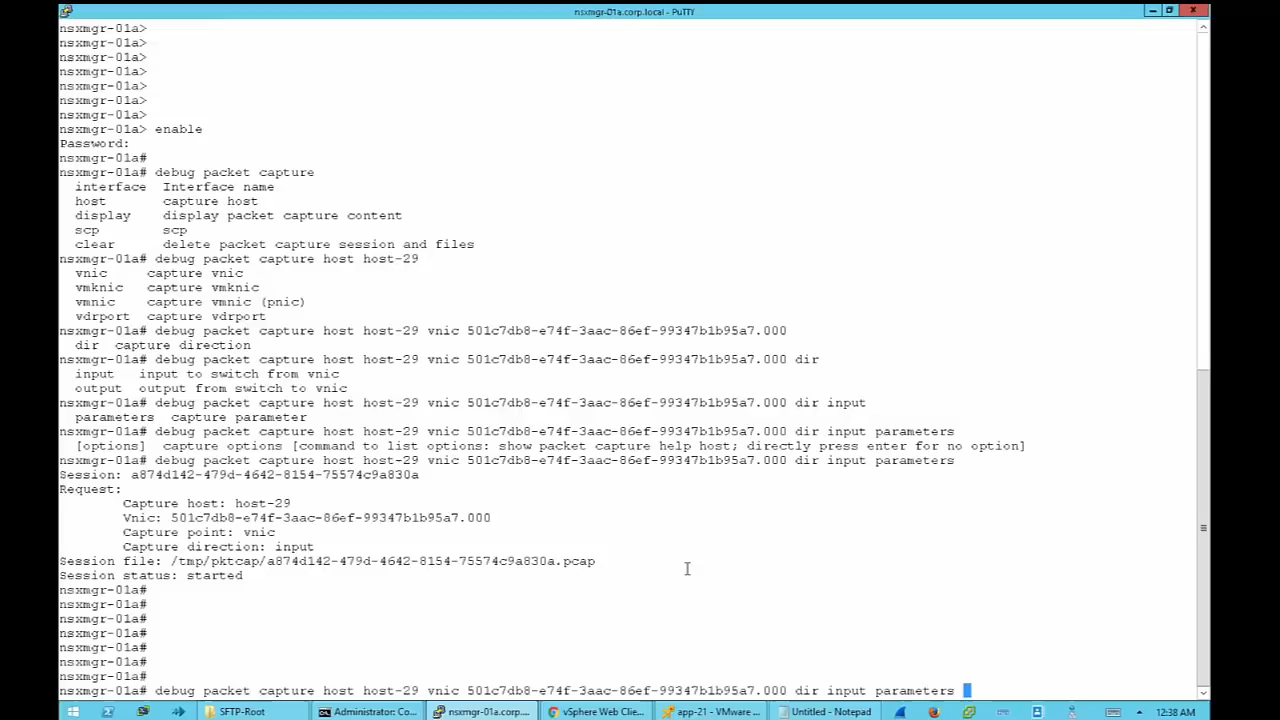 nsxmgr-01a.corp.local - PuTTY
nsxmgr-01a>
nsxmgr-01a>
nsxmgr-01a>
nsxmgr-01a>
nsxmgr-01a>
nsxmgr-01a>
nsxmgr-01a>
nsxmgr-01a> enable
Password:
nsxmgr-01a#
nsxmgr-01a# debug packet capture
interface  Interface name
host       capture host
display    display packet capture content
scp        scp
clear      delete packet capture session and files
nsxmgr-01a# debug packet capture host host-29
vnic     capture vnic
vmknic   capture vmknic
vmnic    capture vmnic (pnic)
vdrport  capture vdrport
nsxmgr-01a# debug packet capture host host-29 vnic 501c7db8-e74f-3aac-86ef-99347b1b95a7.000
dir  capture direction
nsxmgr-01a# debug packet capture host host-29 vnic 501c7db8-e74f-3aac-86ef-99347b1b95a7.000 dir
input   input to switch from vnic
output  output from switch to vnic
nsxmgr-01a# debug packet capture host host-29 vnic 501c7db8-e74f-3aac-86ef-99347b1b95a7.000 dir input
parameters  capture parameter
nsxmgr-01a# debug packet capture host host-29 vnic 501c7db8-e74f-3aac-86ef-99347b1b95a7.000 dir input parameters
[options]  capture options [command to list options: show packet capture help host; directly press enter for no option]
nsxmgr-01a# debug packet capture host host-29 vnic 501c7db8-e74f-3aac-86ef-99347b1b95a7.000 dir input parameters
Session: a874d142-479d-4642-8154-75574c9a830a
Request:
Capture host: host-29
Vnic: 501c7db8-e74f-3aac-86ef-99347b1b95a7.000
Capture point: vnic
Capture direction: input
Session file: /tmp/pktcap/a874d142-479d-4642-8154-75574c9a830a.pcap
Session status: started
nsxmgr-01a#
nsxmgr-01a#
nsxmgr-01a#
nsxmgr-01a#
nsxmgr-01a#
nsxmgr-01a#
nsxmgr-01a#
nsxmgr-01a# debug packet capture host host-29 vnic 501c7db8-e74f-3aac-86ef-99347b1b95a7.000 dir input parameters
SFTP-Root
Administrator: Co...
nsxmgr-01a.corp....
vSphere Web Clie...
app-21 - VMware ...
Untitled - Notepad
12:38 AM